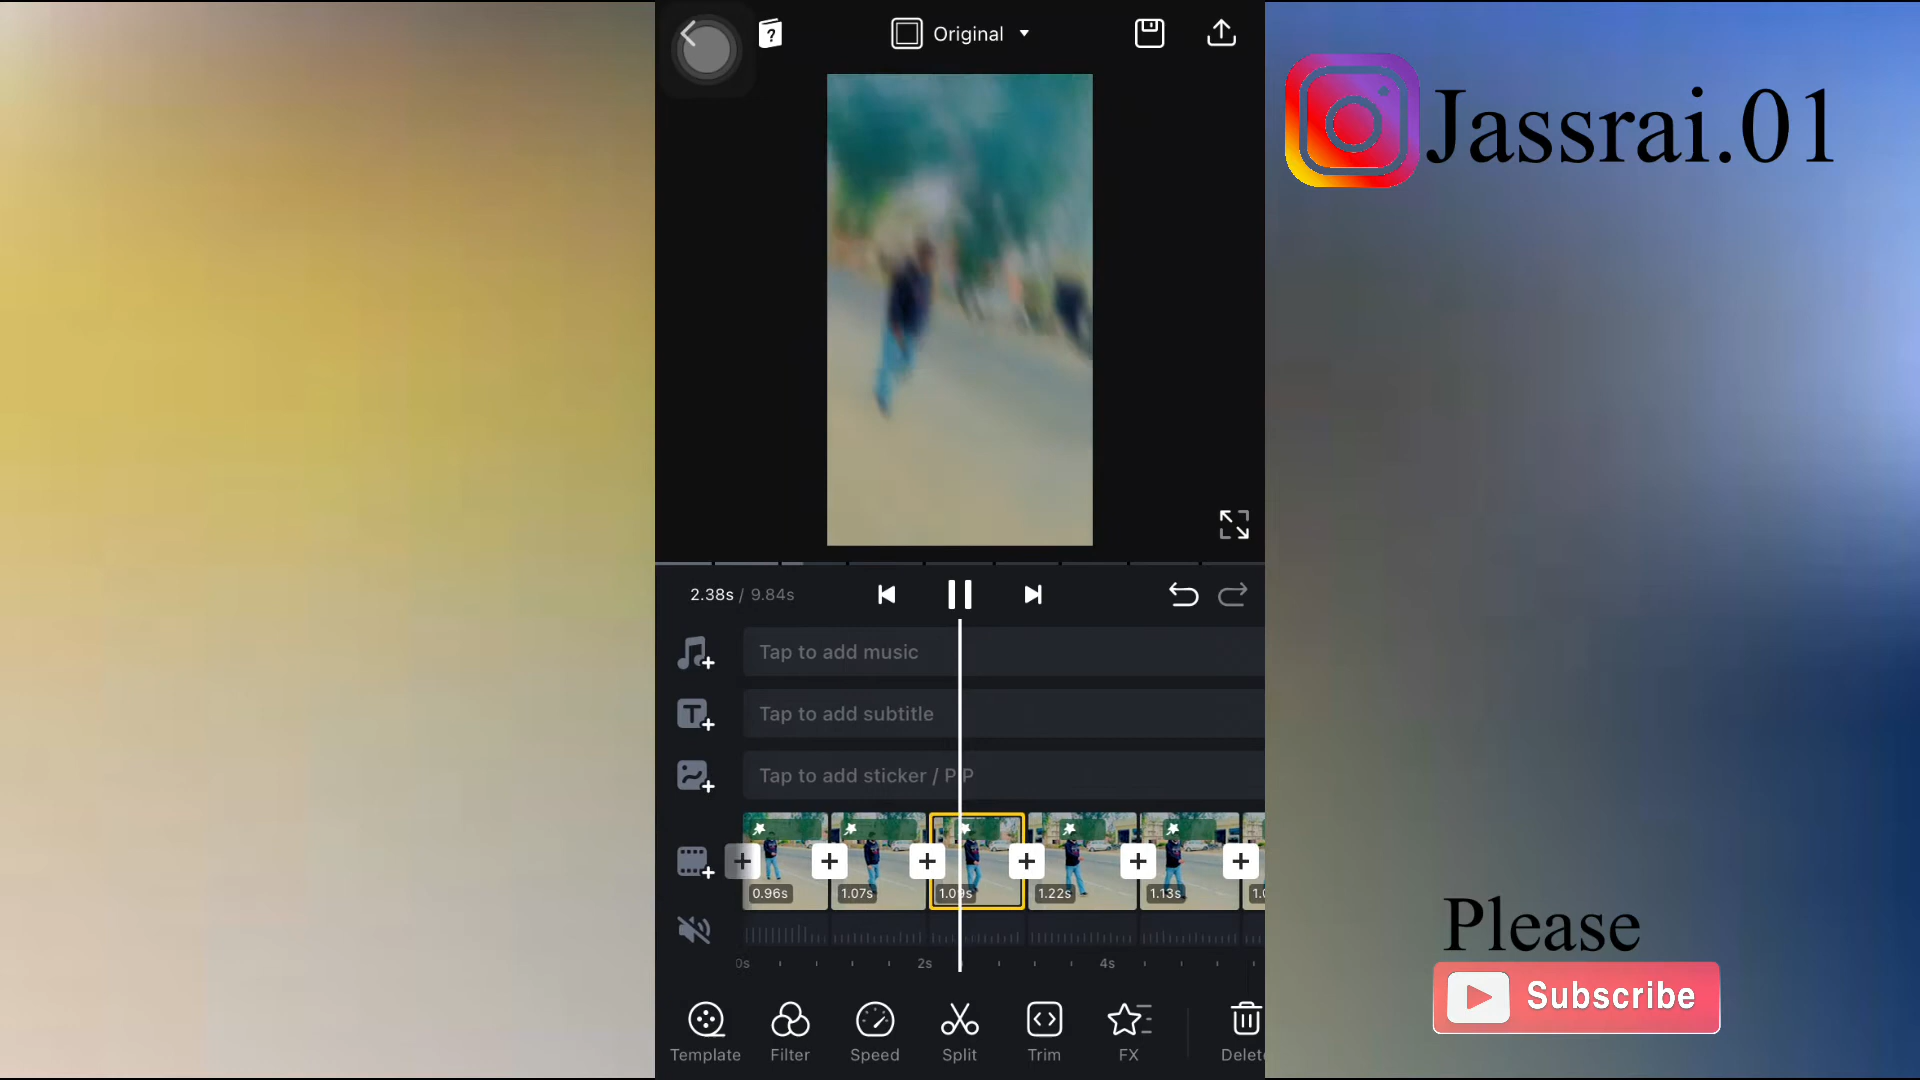 Original
Jassrai.01
2.38s / 9.84s
Tap to add music
Tap to add subtitle
Tap to add sticker / PIP
0.96s
1.07s
1.09s
1.22s
1.13s
0s
2s
4s
Template
Filter
Speed
Split
Trim
FX
Delete
Please
Subscribe